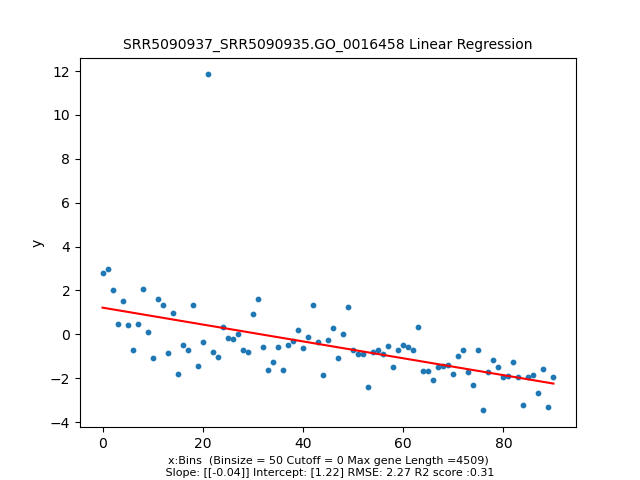 SRR5090937_SRR5090935.GO_0016458 Linear Regression
12
10
8
6
4
2
0
−2
−4
y
0 20 40 60 80
x:Bins (Binsize = 50 Cutoff = 0 Max gene Length =4509)
Slope: [[-0.04]] Intercept: [1.22] RMSE: 2.27 R2 score :0.31